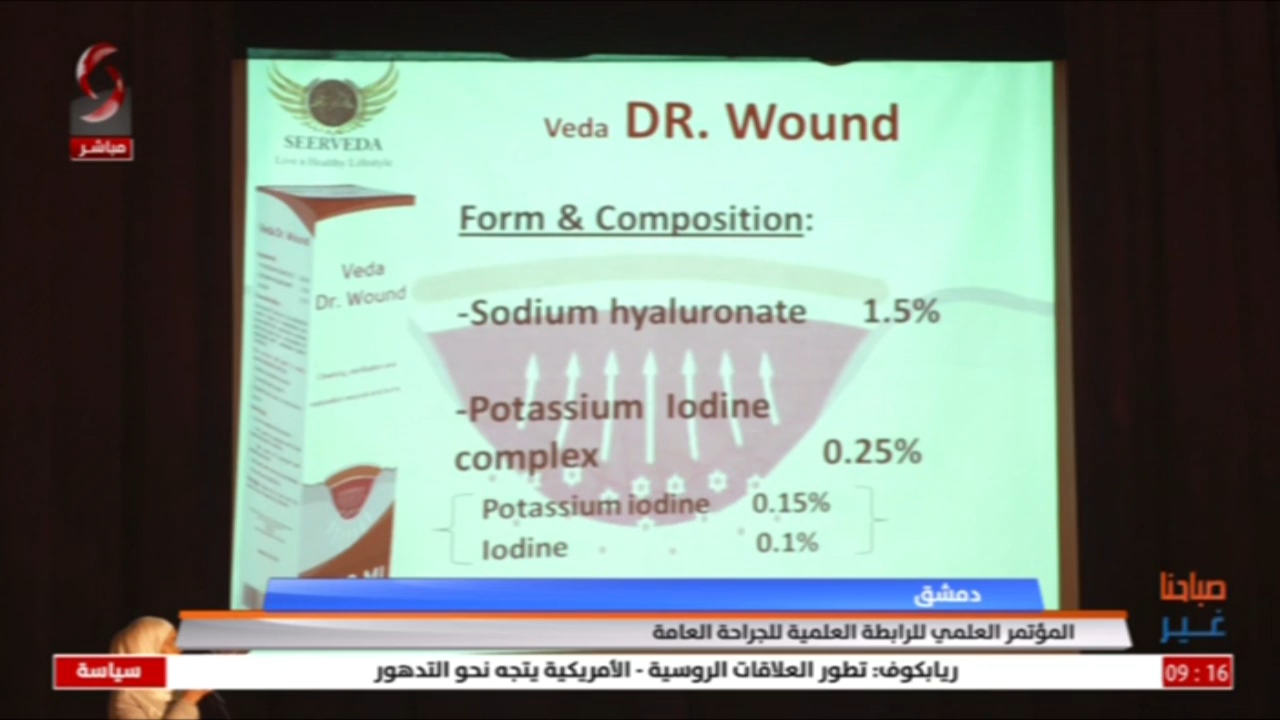 مباشر
SEERVEDA
Live a Healthy Lifestyle
Veda DR. Wound
Form & Composition:
Veda
Dr. Wound
-Sodium hyaluronate 1.5%
-Potassium Iodine
complex 0.25%
Potassium iodine 0.15%
Iodine 0.1%
دمشق
صباحنا
غير
المؤتمر العلمي للرابطة العلمية للجراحة العامة
سياسة
ريابكوف: تطور العلاقات الروسية - الأمريكية يتجه نحو التدهور
09 : 16